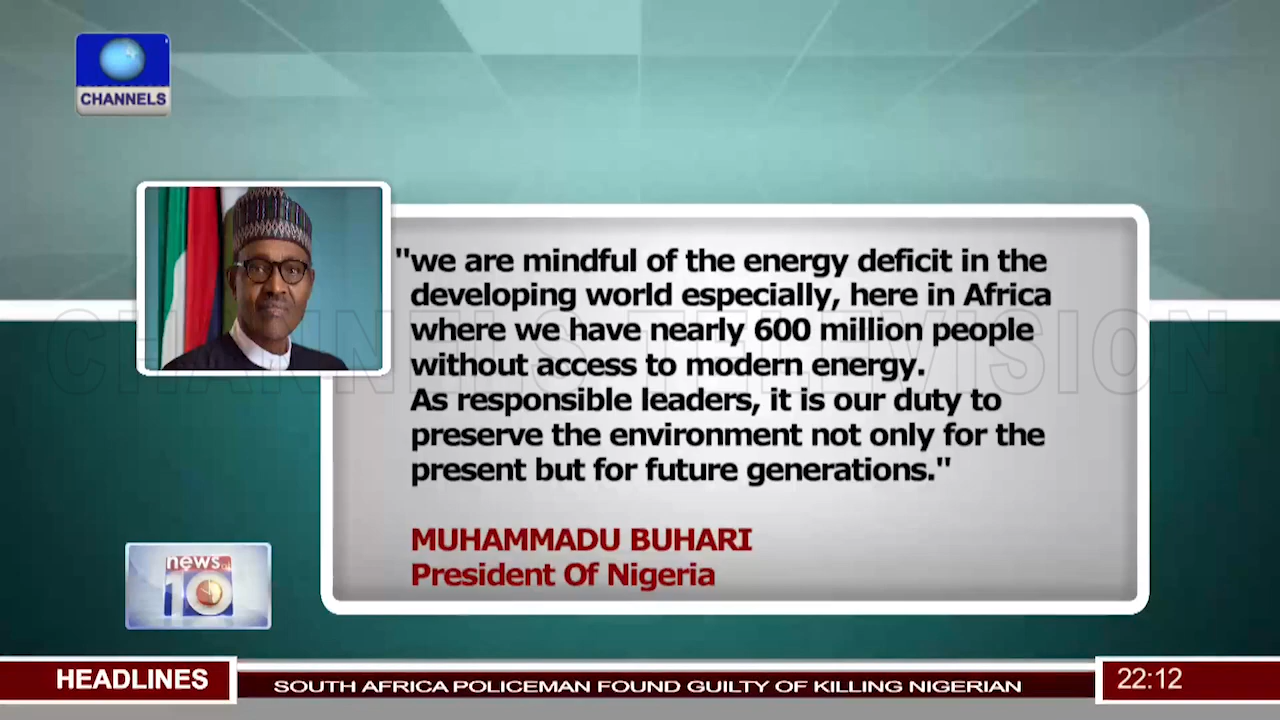 CHANNELS
"we are mindful of the energy deficit in the
developing world especially, here in Africa
where we have nearly 600 million people
without access to modern energy.
As responsible leaders, it is our duty to
preserve the environment not only for the
present but for future generations."
CHANNELS TELEVISION
MUHAMMADU BUHARI
President Of Nigeria
news at
10
HEADLINES
SOUTH AFRICA POLICEMAN FOUND GUILTY OF KILLING NIGERIAN
22:12